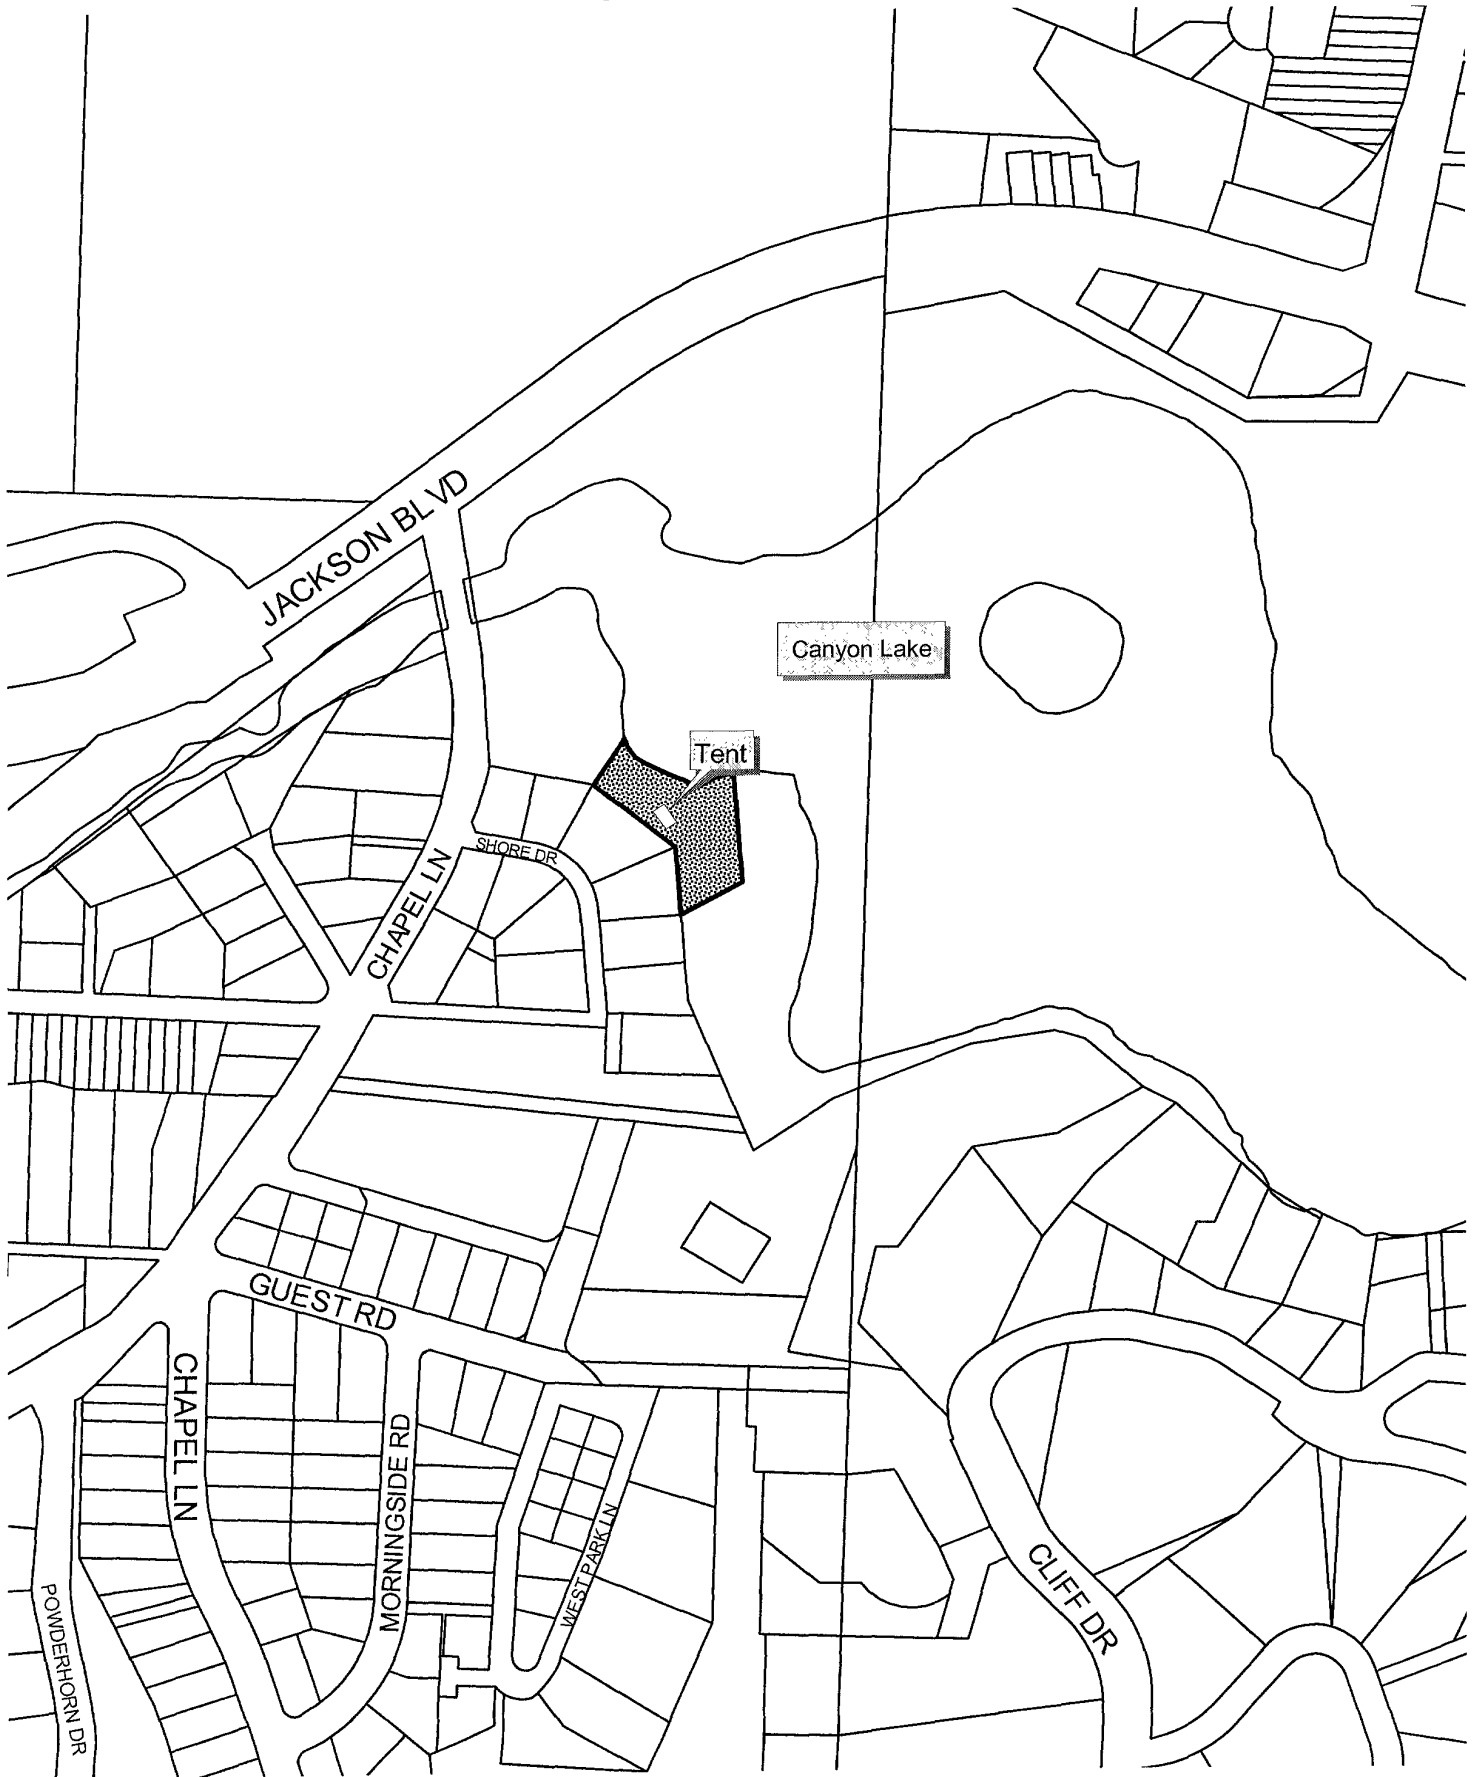 JACKSON BLVD
Canyon Lake
Tent
SHORE DR
CHAPEL LN
GUEST RD
CHAPEL LN
MORNINGSIDE RD
WEST PARK LN
CLIFF DR
POWDERHORN DR